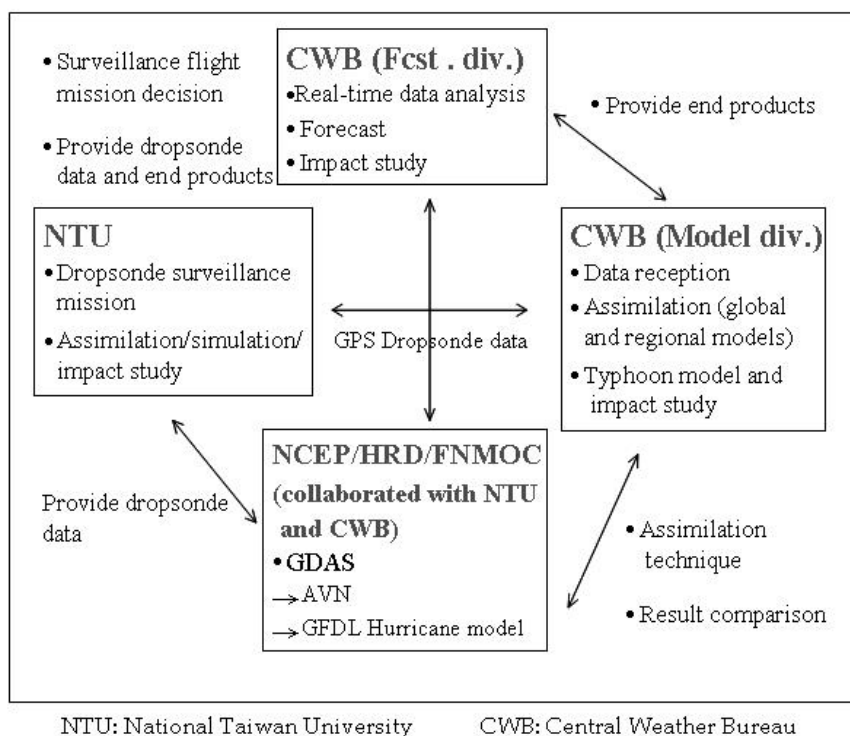 • Surveillance flight
mission decision
• Provide dropsonde
data and end products
CWB (Fcst . div.)
•Real-time data analysis
• Forecast
• Impact study
• Provide end products
NTU
• Dropsonde surveillance
mission
• Assimilation/simulation/
impact study
GPS Dropsonde data
CWB (Model div.)
• Data reception
• Assimilation (global
and regional models)
• Typhoon model and
impact study
Provide dropsonde
data
NCEP/HRD/FNMOC
(collaborated with NTU
and CWB)
• GDAS
→ AVN
→ GFDL Hurricane model
• Assimilation
technique
• Result comparison
NTU: National Taiwan University
CWB: Central Weather Bureau